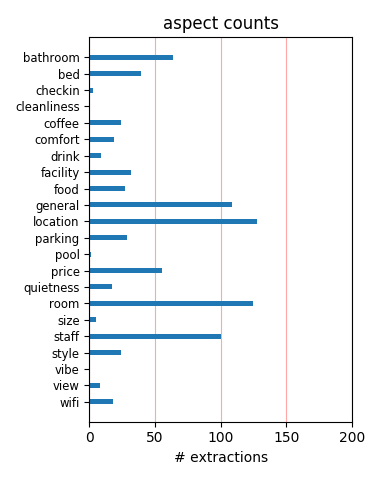 aspect counts
bathroom
bed
checkin
cleanliness
coffee
comfort
drink
facility
food
general
location
parking
pool
price
quietness
room
size
staff
style
vibe
view
wifi
0 50 100 150 200
# extractions